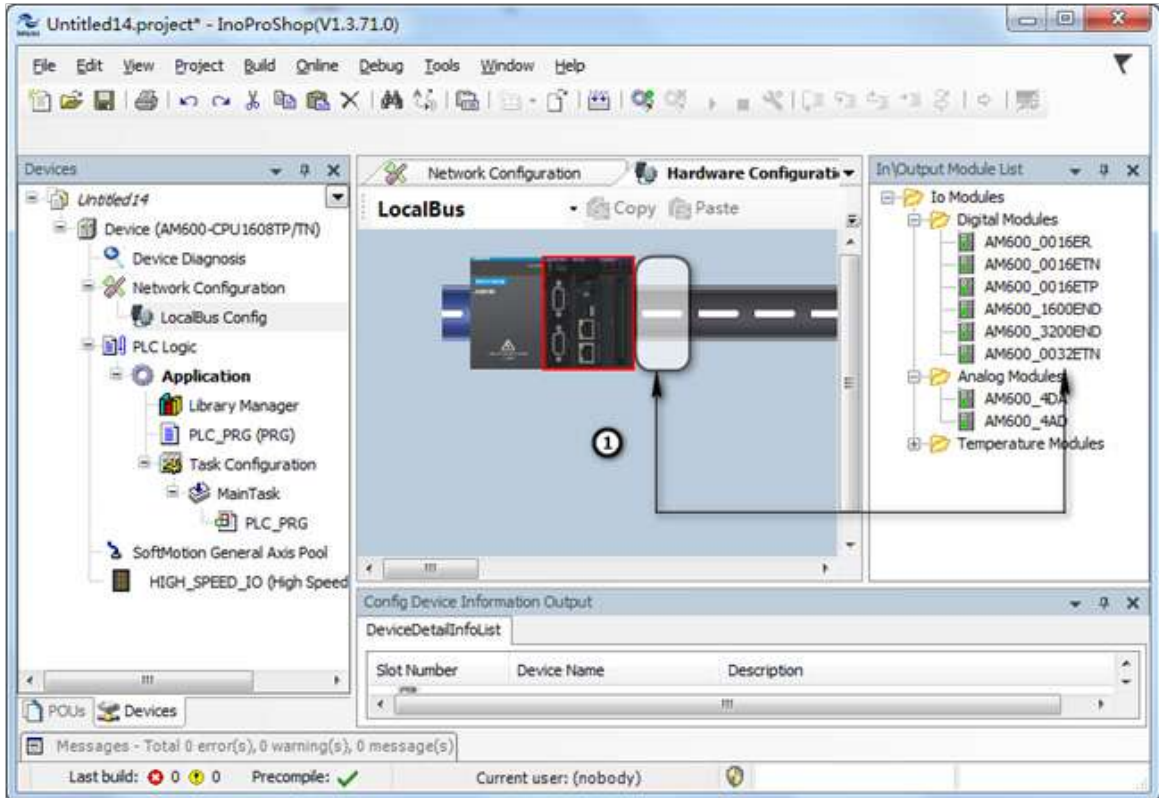 Untitled14.project* - InoProShop(V1.3.71.0)
File Edit View Project Build Online Debug Tools Window Help
Devices
Untitled14
Device (AM600-CPU1608TP/TN)
Device Diagnosis
Network Configuration
LocalBus Config
PLC Logic
Application
Library Manager
PLC_PRG (PRG)
Task Configuration
MainTask
PLC_PRG
SoftMotion General Axis Pool
HIGH_SPEED_IO (High Speed
POUs Devices
Network Configuration Hardware Configurati
LocalBus Copy Paste
1
In\Output Module List
Io Modules
Digital Modules
AM600_0016ER
AM600_0016ETN
AM600_0016ETP
AM600_1600END
AM600_3200END
AM600_0032ETN
Analog Modules
AM600_4DA
AM600_4AD
Temperature Modules
Config Device Information Output
DeviceDetailInfoList
Slot Number Device Name Description
Messages - Total 0 error(s), 0 warning(s), 0 message(s)
Last build: 0 0 Precompile: Current user: (nobody)